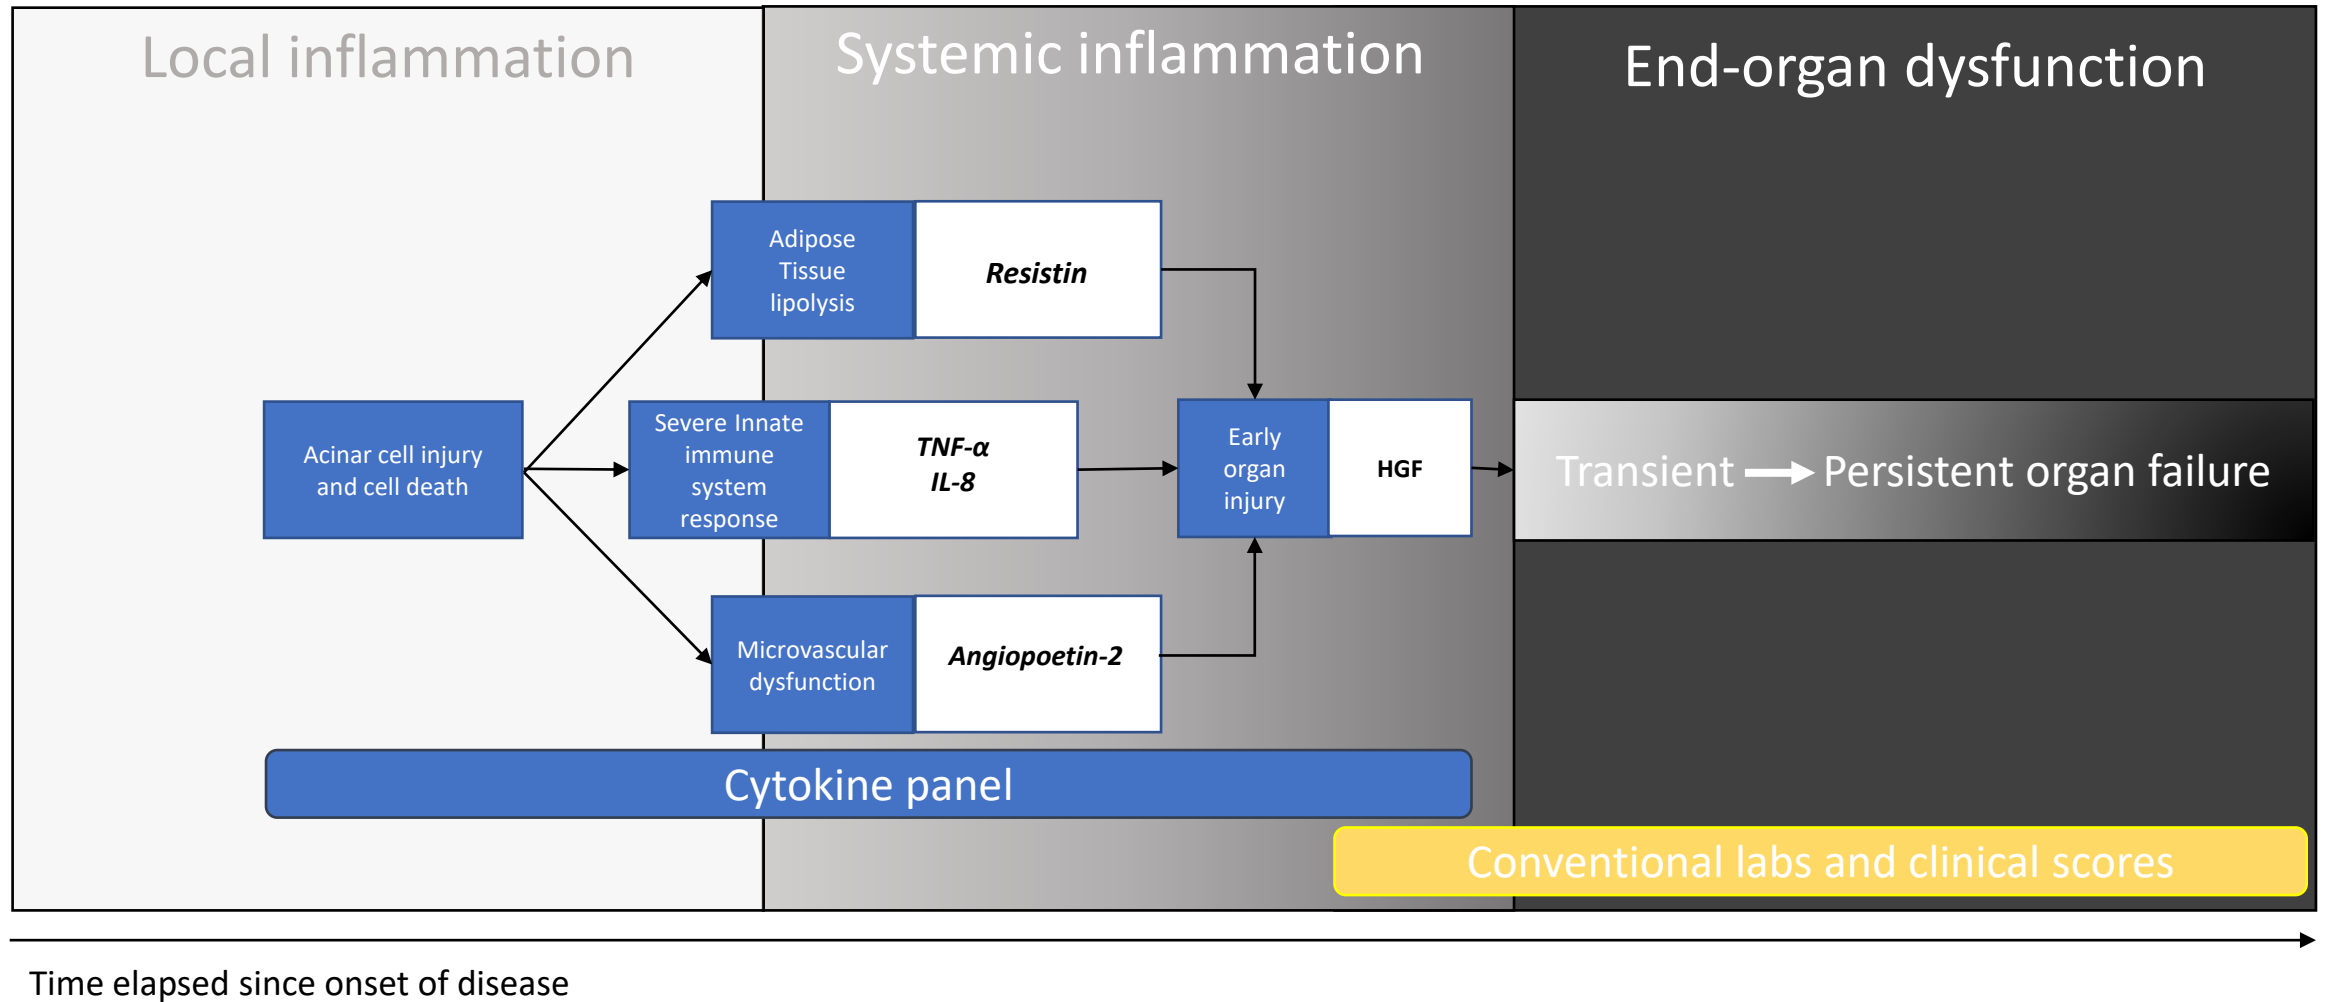 Local inflammation
Systemic inflammation
End-organ dysfunction
Adipose
Tissue
lipolysis
Resistin
Acinar cell injury
and cell death
Severe Innate
immune
system
response
TNF-α
IL-8
Early
organ
injury
HGF
Transient
Persistent organ failure
Microvascular
dysfunction
Angiopoetin-2
Cytokine panel
Conventional labs and clinical scores
Time elapsed since onset of disease